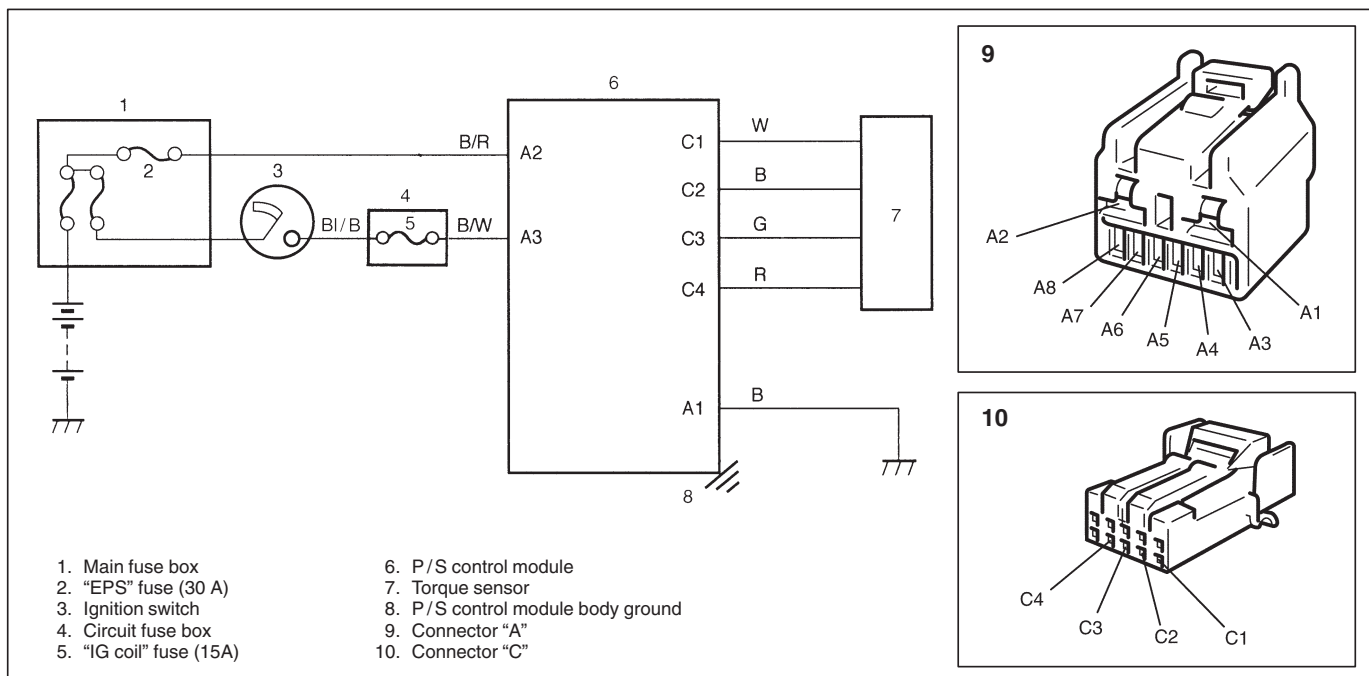 1
2
3
4
5
6
7
8
B/R
Bl/B
B/W
A2
A3
C1
C2
C3
C4
A1
W
B
G
R
B
9
A2
A8
A7
A6
A5
A4
A3
A1
10
C4
C3
C2
C1
1. Main fuse box
2. “EPS” fuse (30 A)
3. Ignition switch
4. Circuit fuse box
5. “IG coil” fuse (15A)
6. P/S control module
7. Torque sensor
8. P/S control module body ground
9. Connector “A”
10. Connector “C”